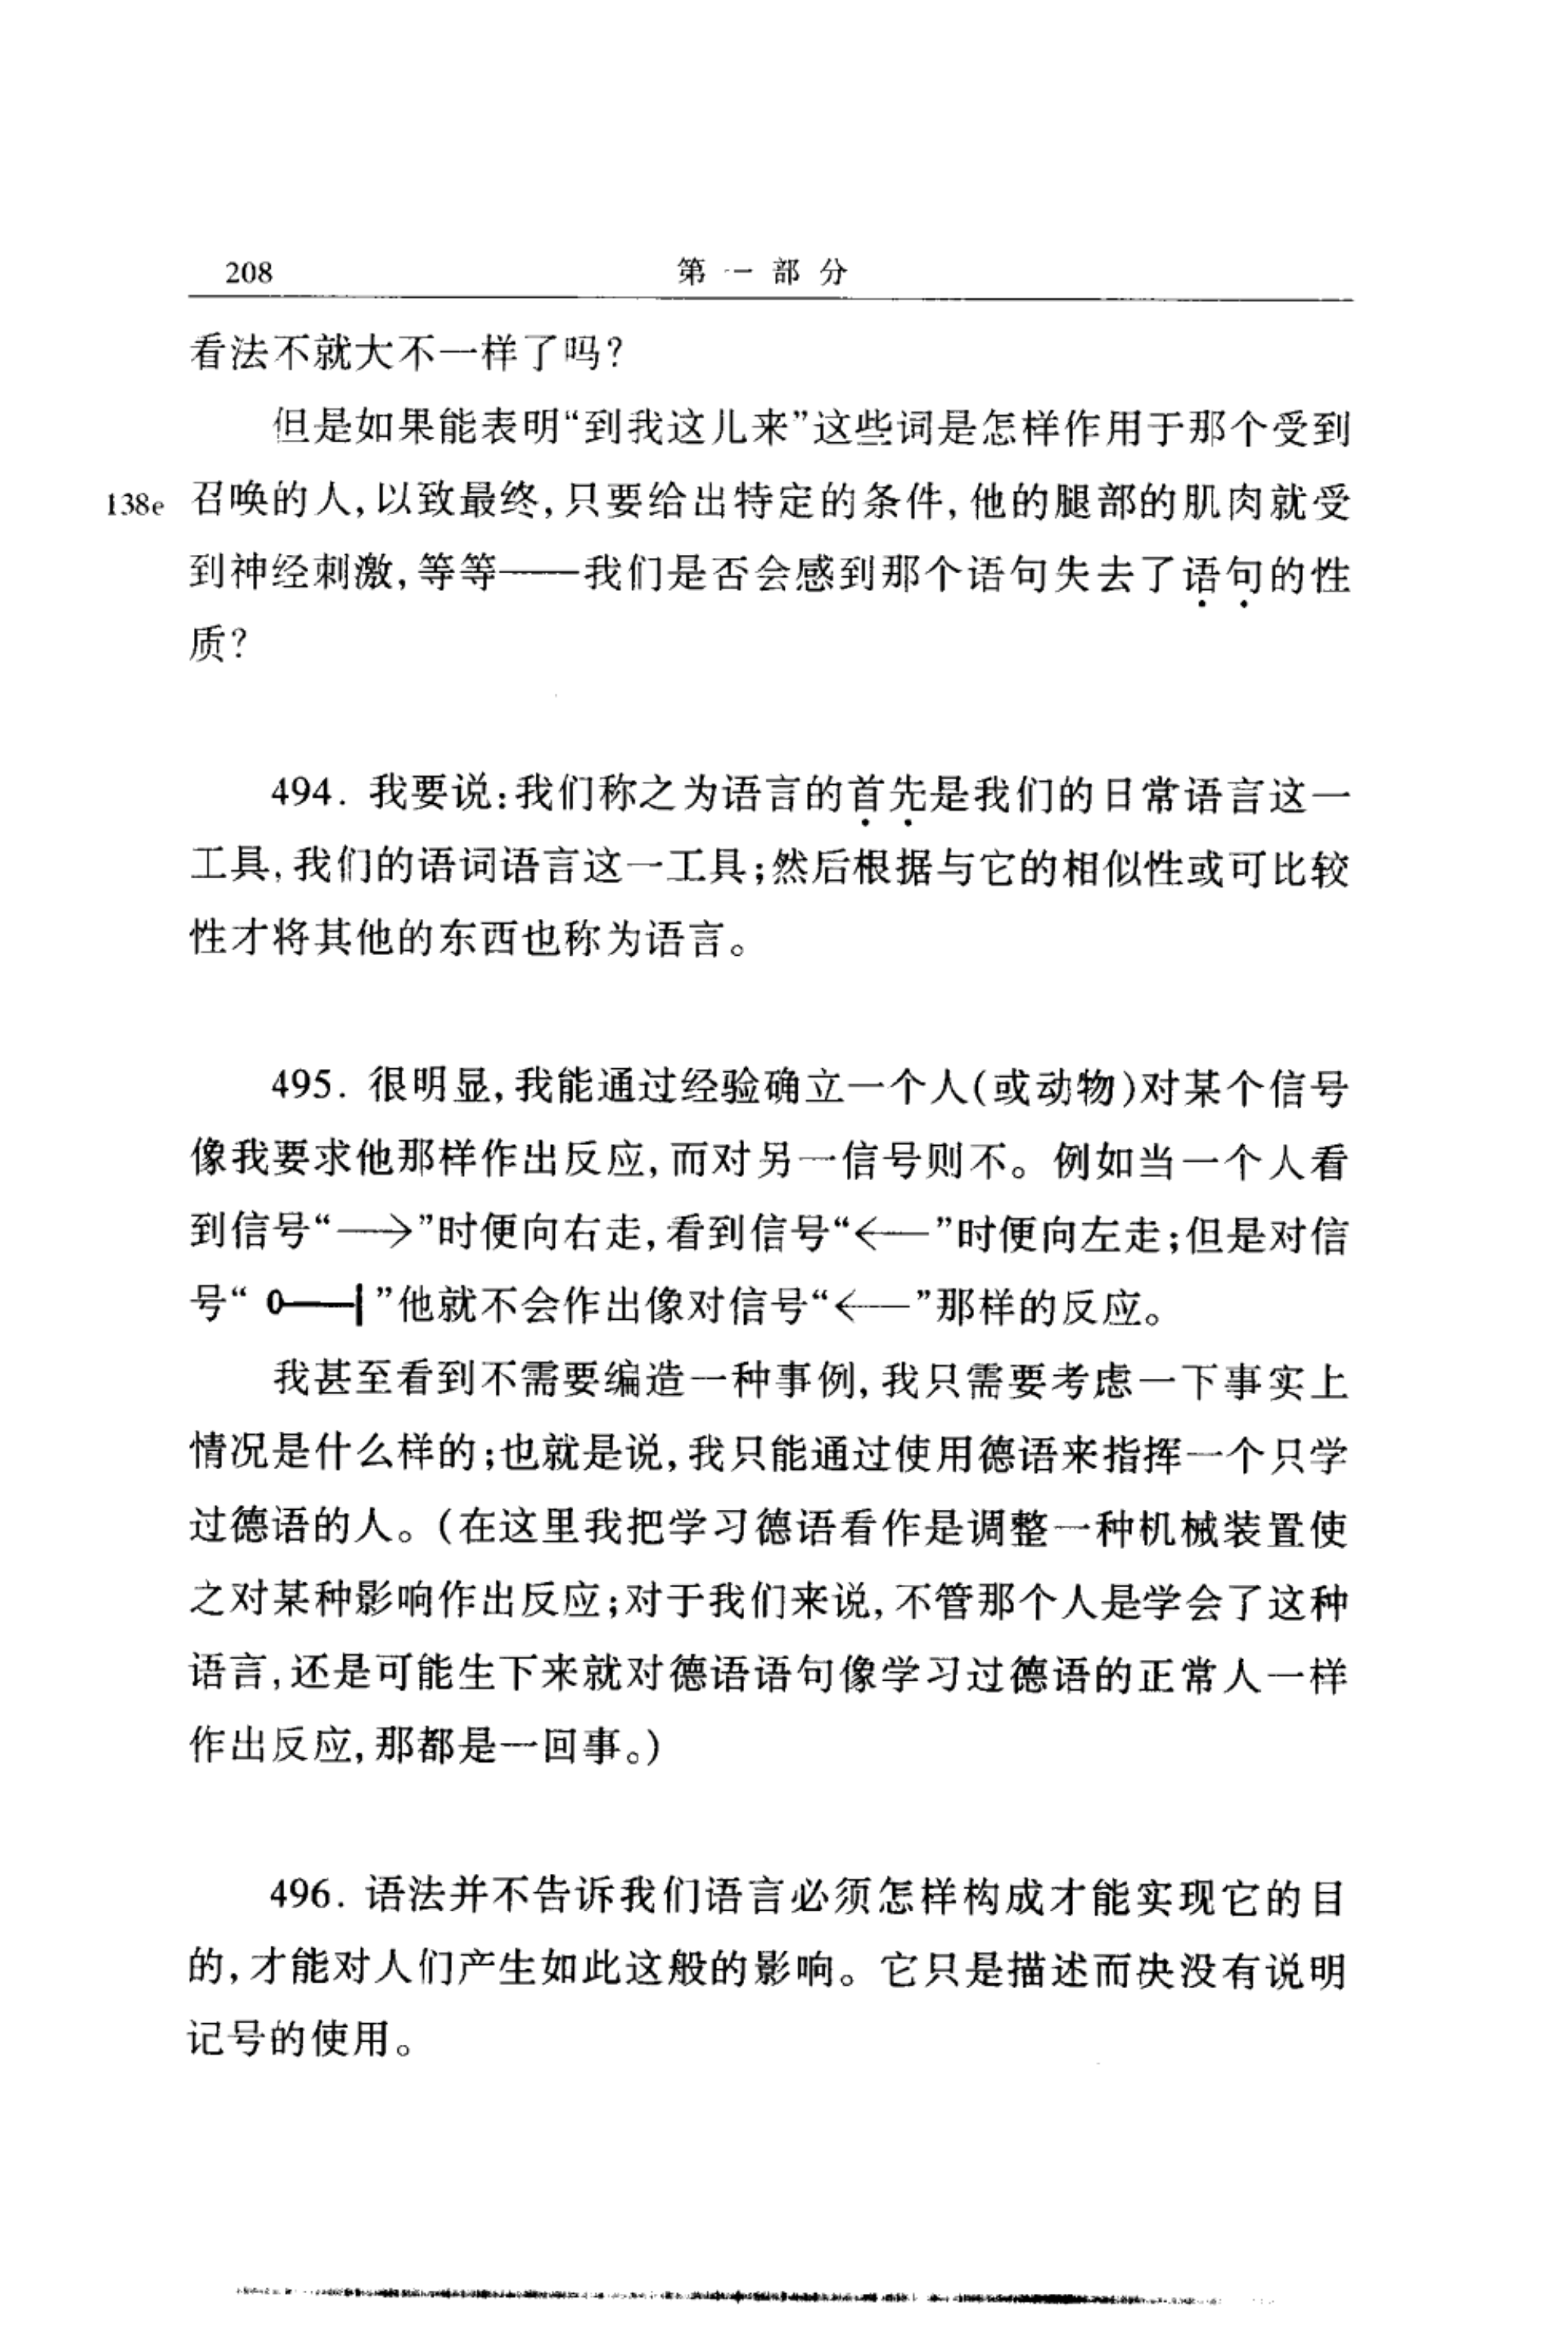 208 第一部分
看法不就大不一样了吗？
但是如果能表明“到我这儿来”这些词是怎样作用于那个受到
138e 召唤的人，以致最终，只要给出特定的条件，他的腿部的肌肉就受
到神经刺激，等等——我们是否会感到那个语句失去了语句的性
质？
494. 我要说：我们称之为语言的首先是我们的日常语言这一
工具，我们的语词语言这一工具；然后根据与它的相似性或可比较
性才将其他的东西也称为语言。
495. 很明显，我能通过经验确立一个人（或动物）对某个信号
像我要求他那样作出反应，而对另一信号则不。例如当一个人看
到信号“—→”时便向右走，看到信号“←—”时便向左走；但是对信
号“0—|”他就不会作出像对信号“←—”那样的反应。
我甚至看到不需要编造一种事例，我只需要考虑一下事实上
情况是什么样的；也就是说，我只能通过使用德语来指挥一个只学
过德语的人。（在这里我把学习德语看作是调整一种机械装置使
之对某种影响作出反应；对于我们来说，不管那个人是学会了这种
语言，还是可能生下来就对德语语句像学习过德语的正常人一样
作出反应，那都是一回事。）
496. 语法并不告诉我们语言必须怎样构成才能实现它的目
的，才能对人们产生如此这般的影响。它只是描述而决没有说明
记号的使用。